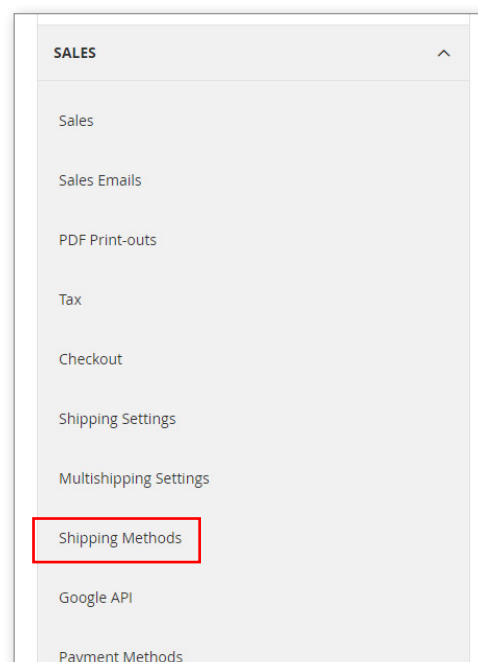 SALES
Sales
Sales Emails
PDF Print-outs
Tax
Checkout
Shipping Settings
Multishipping Settings
Shipping Methods
Google API
Payment Methods